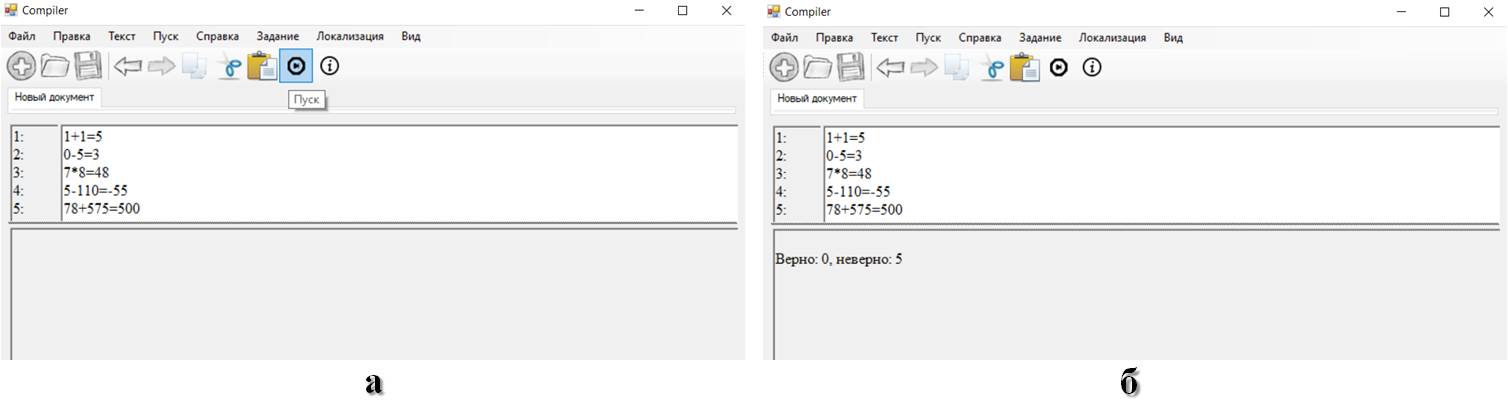 Compiler
Файл Правка Текст Пуск Справка Задание Локализация Вид
Пуск
Новый документ
1: 1+1=5
2: 0-5=3
3: 7*8=48
4: 5-110=-55
5: 78+575=500
а
Compiler
Файл Правка Текст Пуск Справка Задание Локализация Вид
Новый документ
1: 1+1=5
2: 0-5=3
3: 7*8=48
4: 5-110=-55
5: 78+575=500
Верно: 0, неверно: 5
б